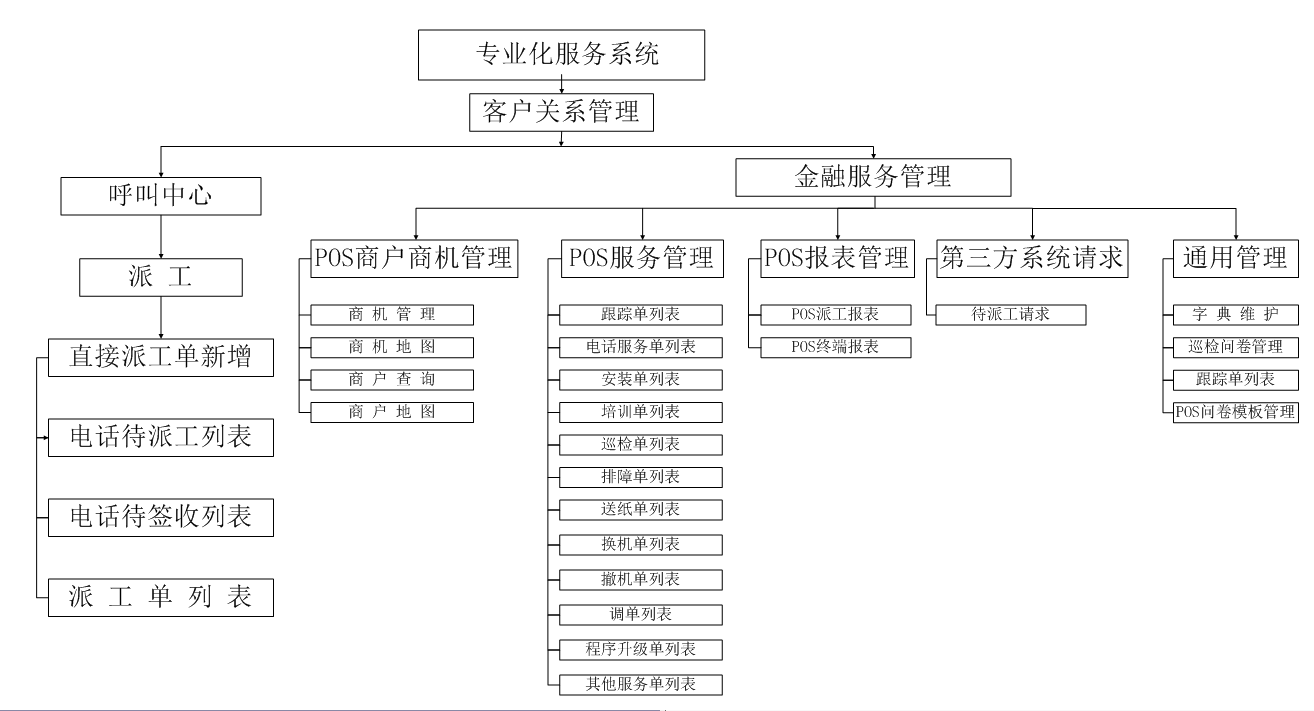 专业化服务系统
客户关系管理
呼叫中心
金融服务管理
派 工
直接派工单新增
电话待派工列表
电话待签收列表
派 工 单 列 表
POS商户商机管理
商 机 管 理
商 机 地 图
商 户 查 询
商 户 地 图
POS服务管理
跟踪单列表
电话服务单列表
安装单列表
培训单列表
巡检单列表
排障单列表
送纸单列表
换机单列表
撤机单列表
调单列表
程序升级单列表
其他服务单列表
POS报表管理
POS派工报表
POS终端报表
第三方系统请求
待派工请求
通用管理
字 典 维 护
巡检问卷管理
跟踪单列表
POS问卷模板管理